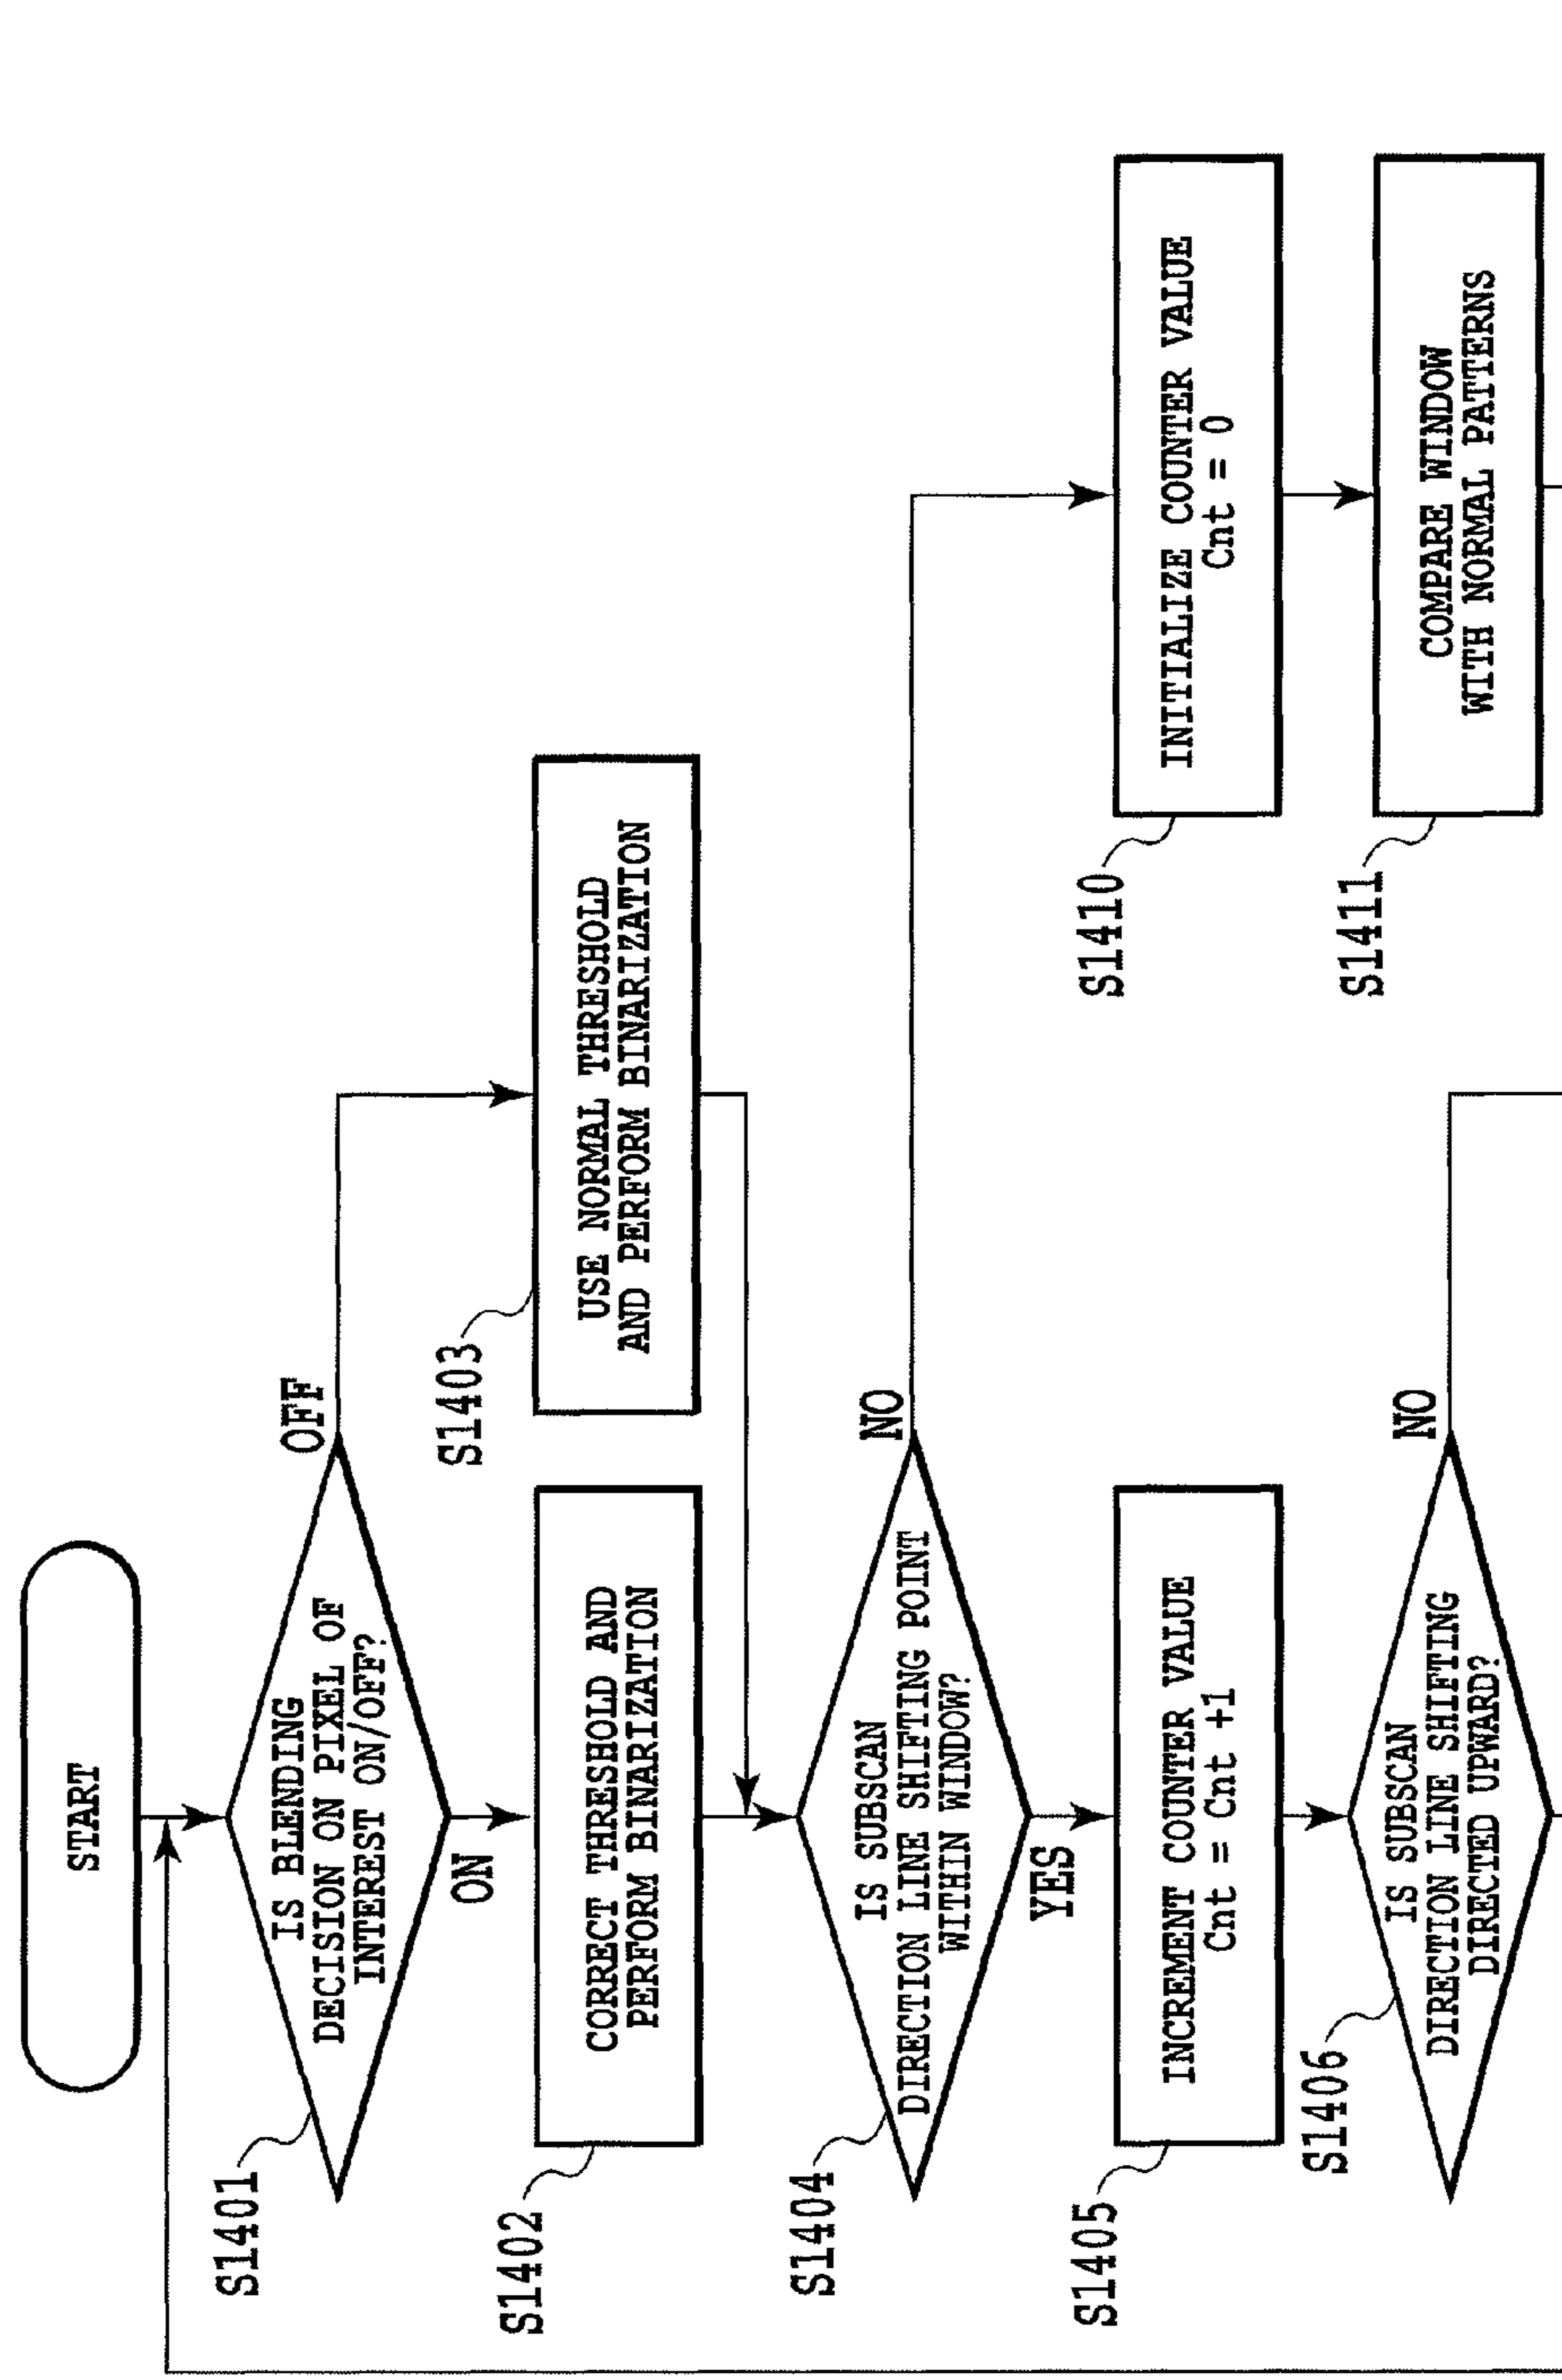 START
S1401
IS BLENDING
DECISION ON PIXEL OF
INTEREST ON/OFF?
OFF
ON
S1402
CORRECT THRESHOLD AND
PERFORM BINARIZATION
S1403
USE NORMAL THRESHOLD
AND PERFORM BINARIZATION
S1404
IS SUBSCAN
DIRECTION LINE SHIFTING POINT
WITHIN WINDOW?
NO
YES
S1405
INCREMENT COUNTER VALUE
Cnt = Cnt +1
S1410
INITIALIZE COUNTER VALUE
Cnt = 0
S1406
IS SUBSCAN
DIRECTION LINE SHIFTING
DIRECTED UPWARD?
NO
S1411
COMPARE WINDOW
WITH NORMAL PATTERNS